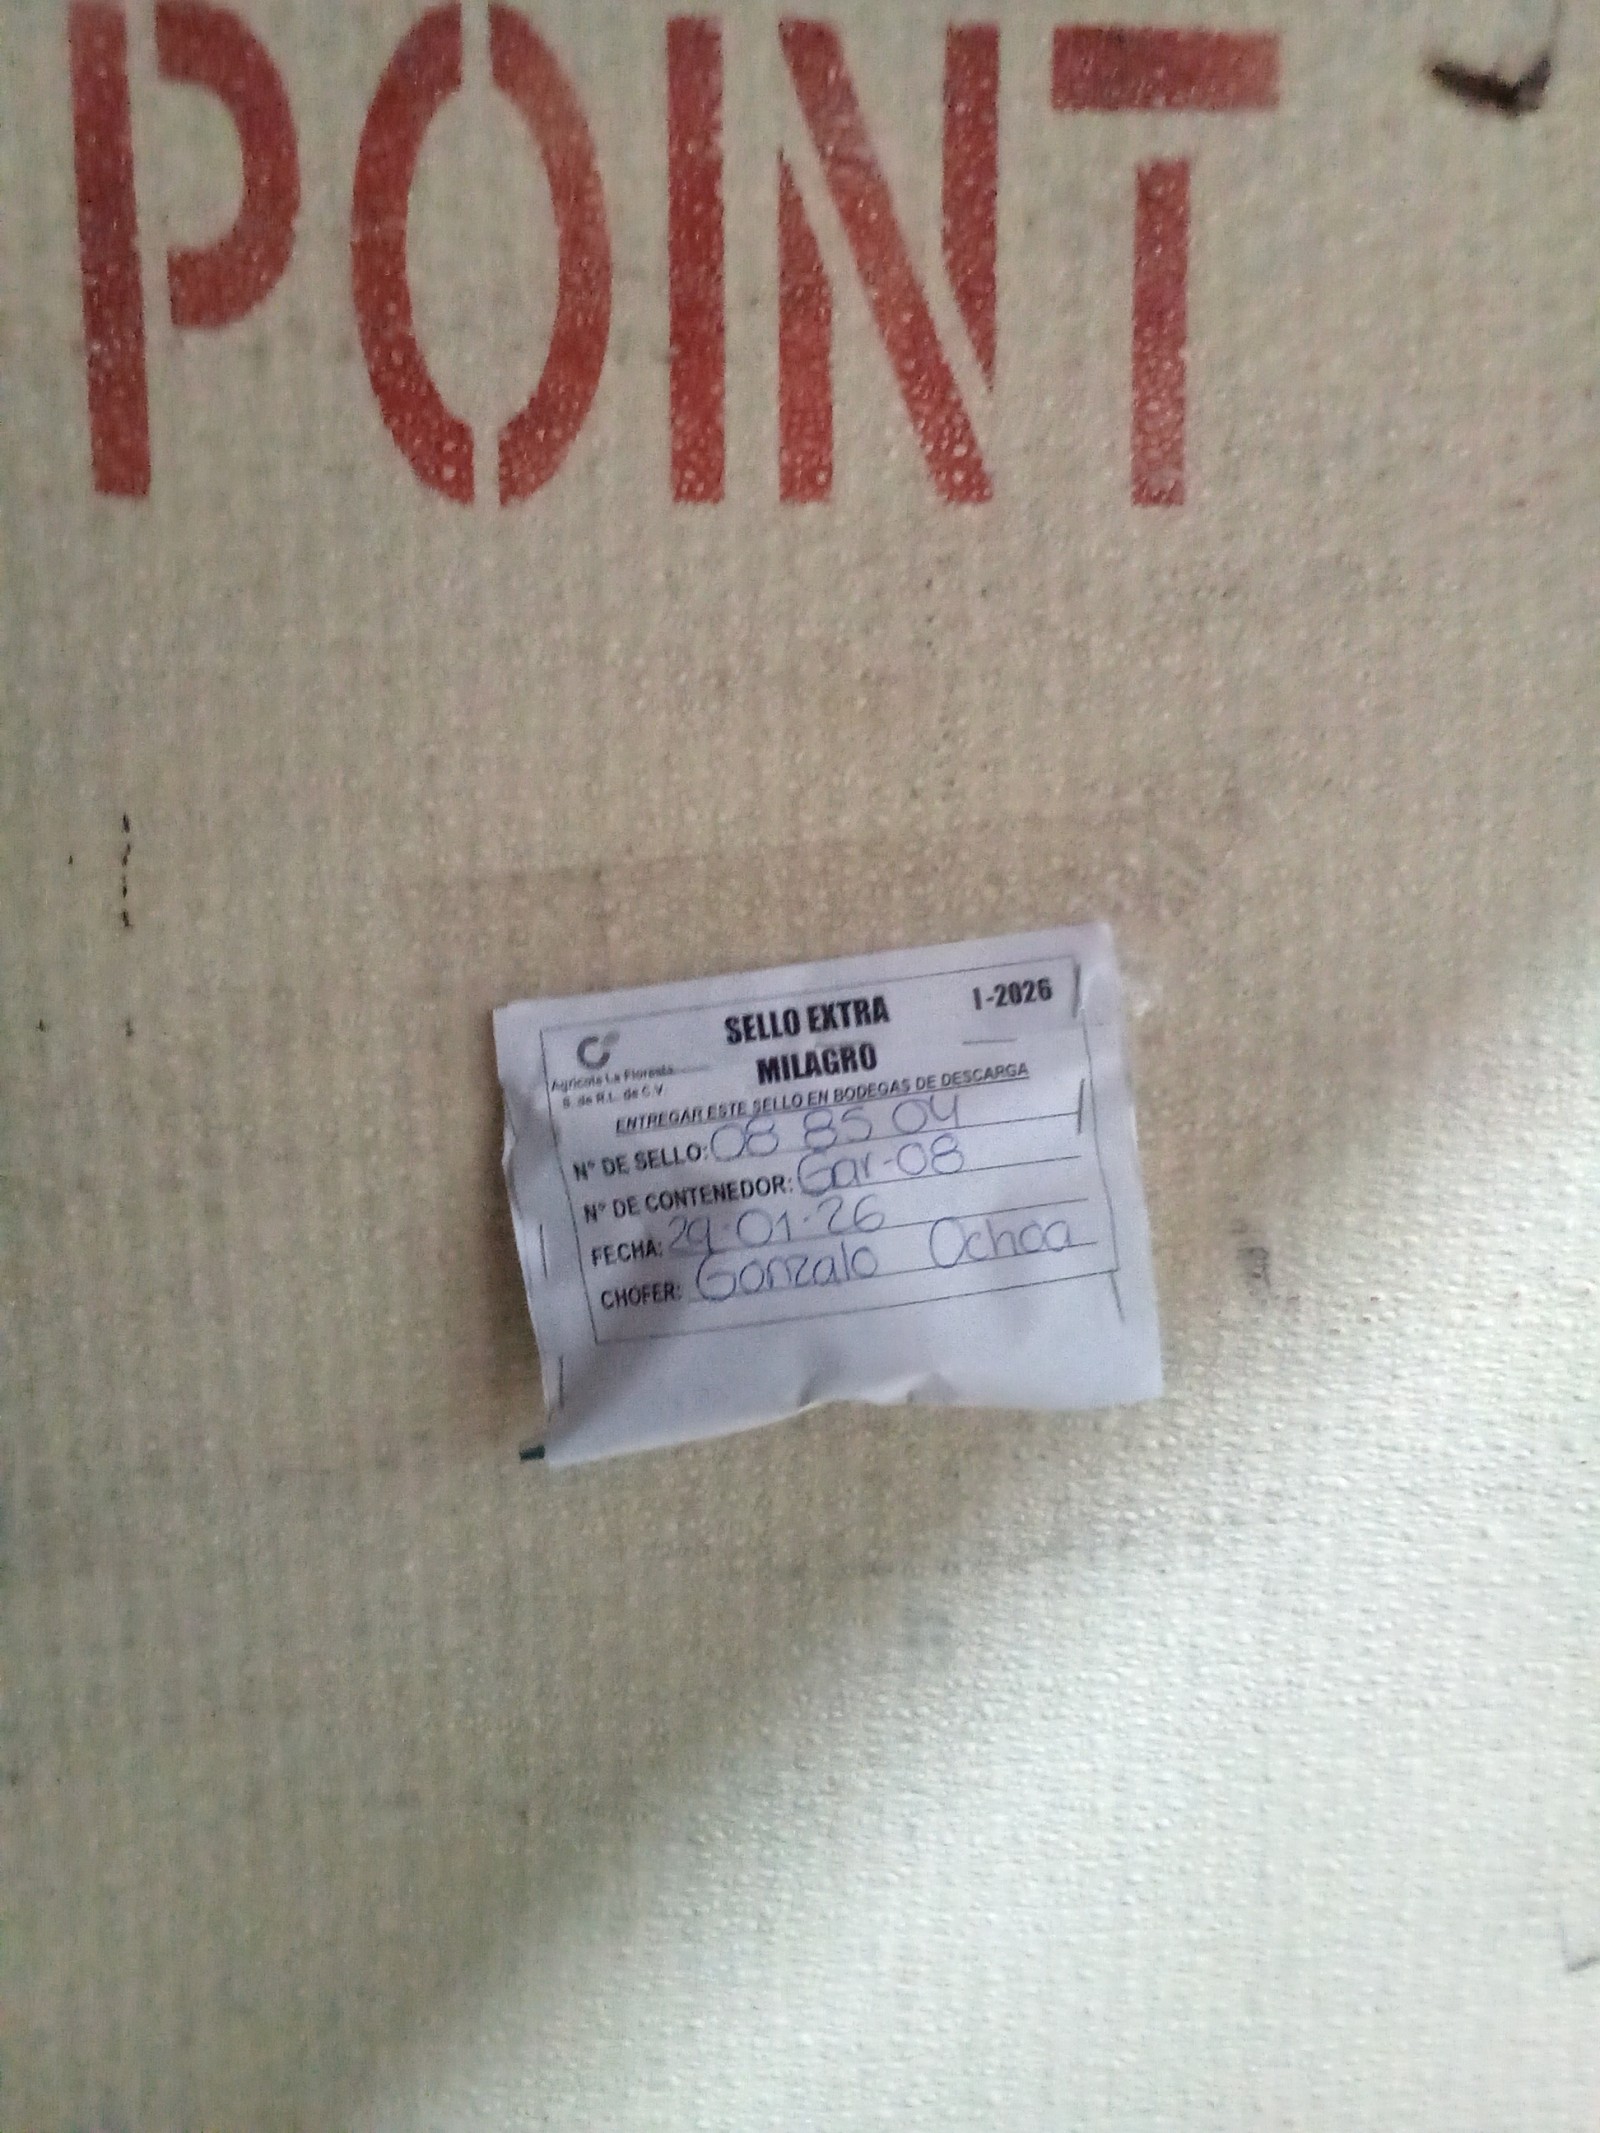 POINT
SELLO EXTRA
I-2026
MILAGRO
Agrícola La Floresta
S. de R.L. de C.V.
ENTREGAR ESTE SELLO EN BODEGAS DE DESCARGA
N° DE SELLO: 08 85 04
N° DE CONTENEDOR: Gar-08
FECHA: 29-01-26
CHOFER: Gonzalo Ochoa